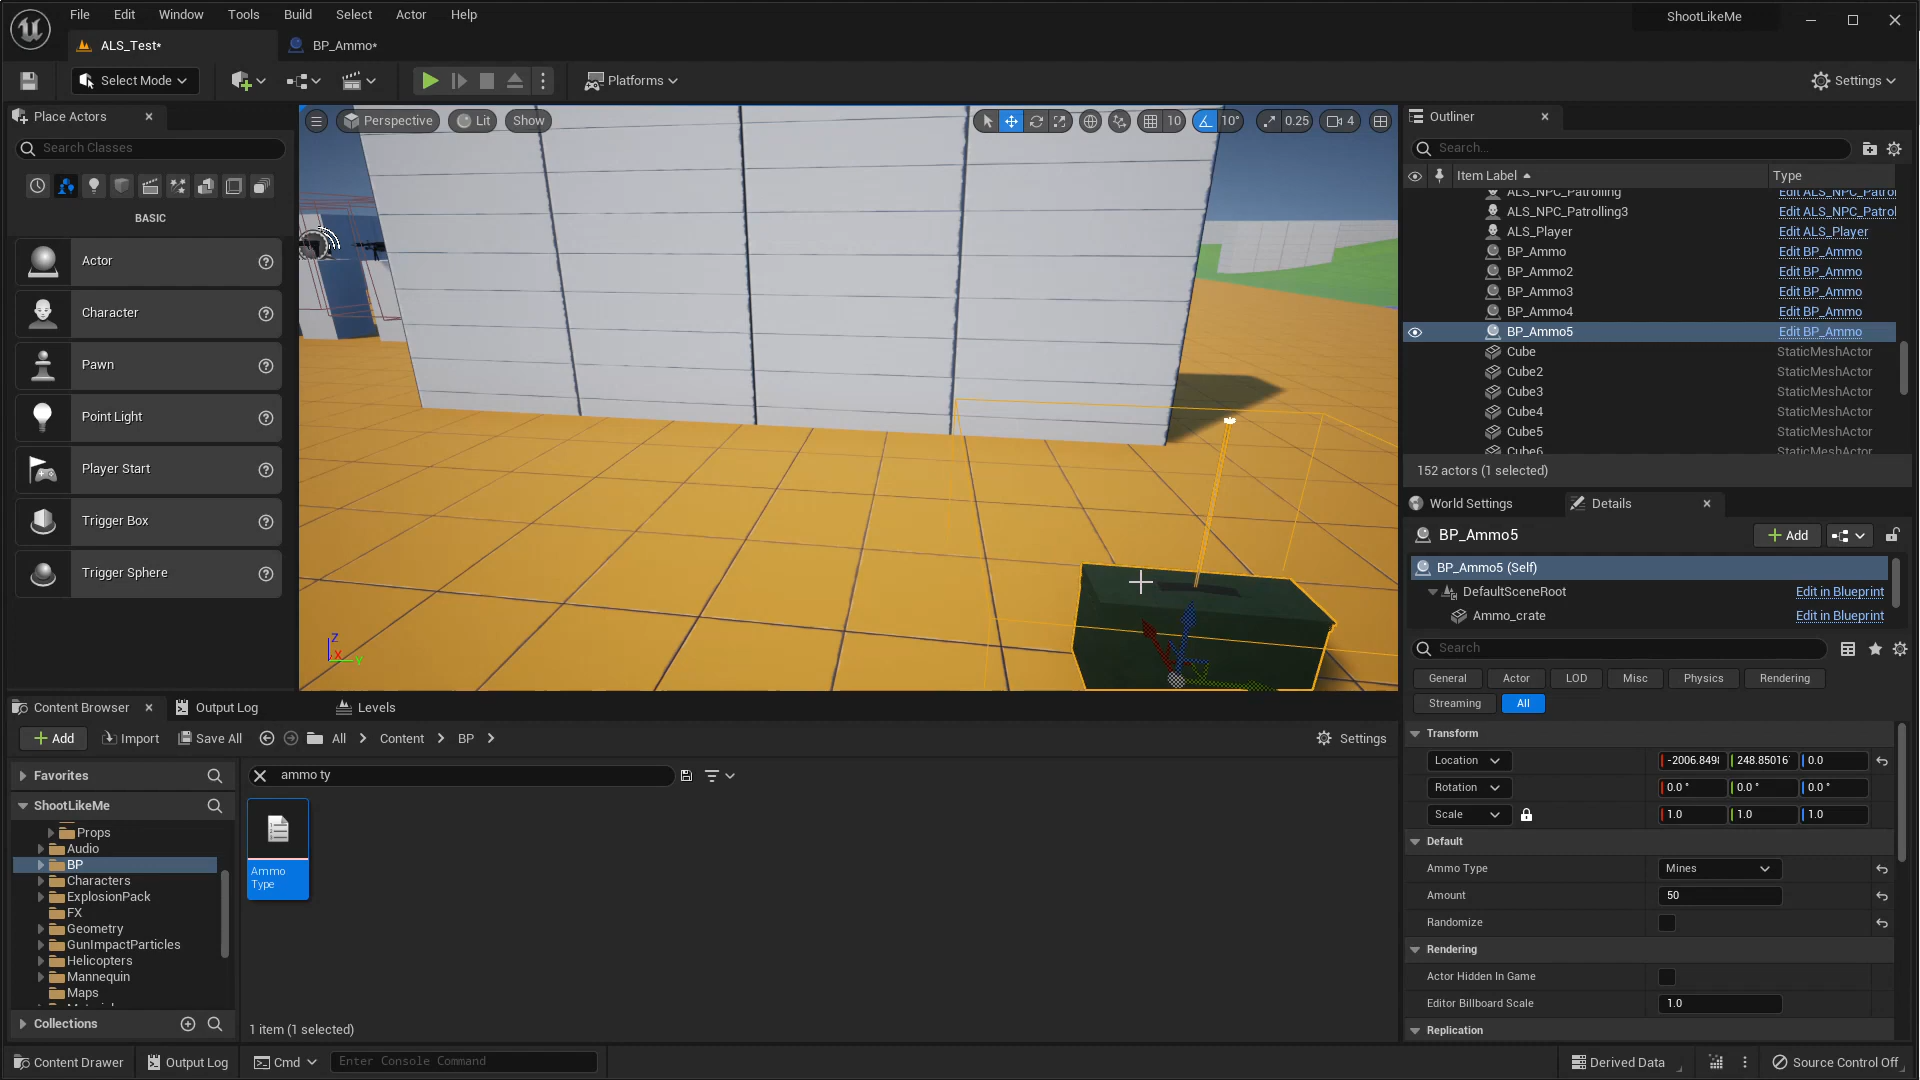 File Edit Window Tools Build Select Actor Help
ShootLikeMe
ALS_Test*
BP_Ammo*
Select Mode
Platforms
Settings
Place Actors
Search Classes
BASIC
Actor
Character
Pawn
Point Light
Player Start
Trigger Box
Trigger Sphere
Perspective
Lit
Show
10
10°
0.25
4
Z
X
Y
Outliner
Search...
Item Label
Type
ALS_NPC_Patrolling Edit ALS_NPC_Patrol
ALS_NPC_Patrolling3 Edit ALS_NPC_Patrol
ALS_Player Edit ALS_Player
BP_Ammo Edit BP_Ammo
BP_Ammo2 Edit BP_Ammo
BP_Ammo3 Edit BP_Ammo
BP_Ammo4 Edit BP_Ammo
BP_Ammo5 Edit BP_Ammo
Cube StaticMeshActor
Cube2 StaticMeshActor
Cube3 StaticMeshActor
Cube4 StaticMeshActor
Cube5 StaticMeshActor
Cube6 StaticMeshActor
152 actors (1 selected)
World Settings
Details
BP_Ammo5
Add
BP_Ammo5 (Self)
DefaultSceneRoot Edit in Blueprint
Ammo_crate Edit in Blueprint
Search
General Actor LOD Misc Physics Rendering
Streaming All
Transform
Location -2006.849 248.85016 0.0
Rotation 0.0° 0.0° 0.0°
Scale 1.0 1.0 1.0
Default
Ammo Type Mines
Amount 50
Randomize
Rendering
Actor Hidden In Game
Editor Billboard Scale 1.0
Replication
Content Browser
Output Log
Levels
Add
Import
Save All
All
Content
BP
Settings
Favorites
ShootLikeMe
Props
Audio
BP
Characters
ExplosionPack
FX
Geometry
GunImpactParticles
Helicopters
Mannequin
Maps
Collections
ammo ty
Ammo
Type
1 item (1 selected)
Content Drawer
Output Log
Cmd
Enter Console Command
Derived Data
Source Control Off